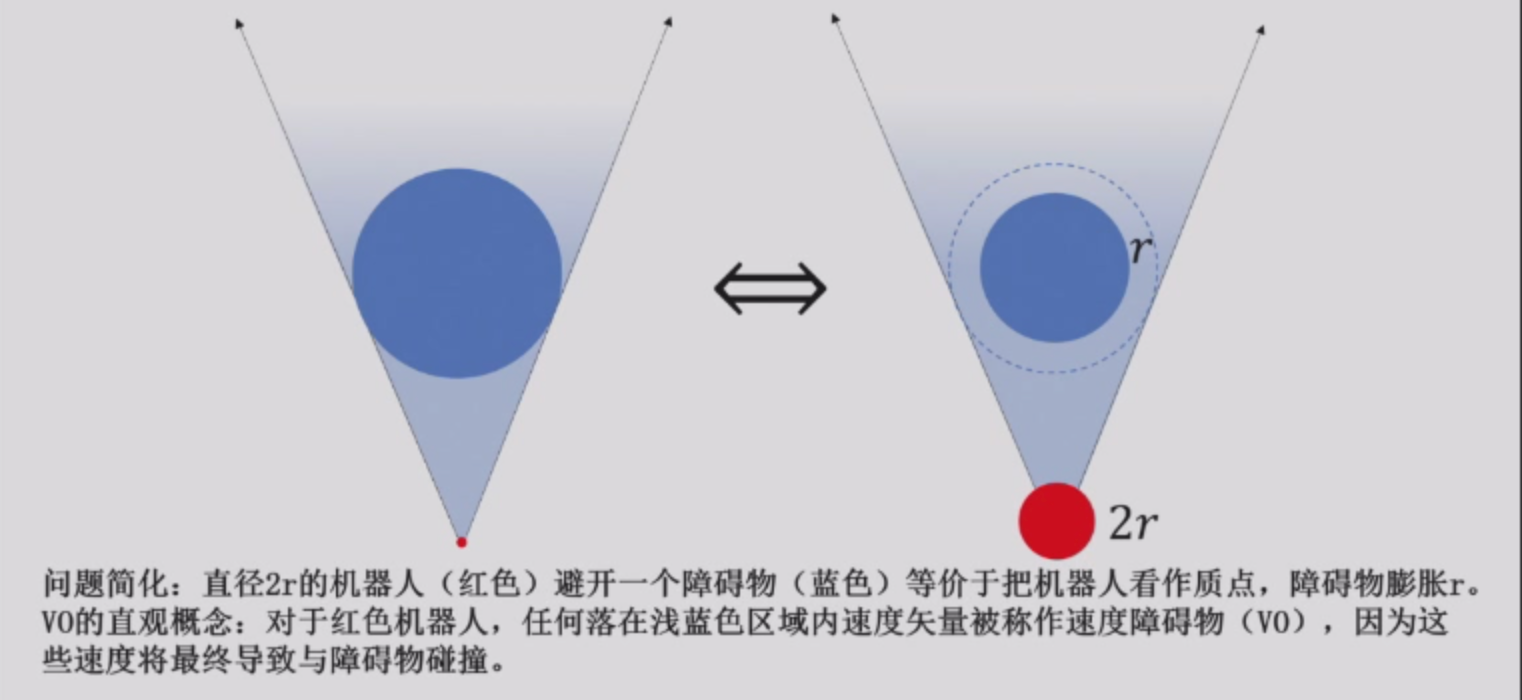 r
2r
问题简化：直径2r的机器人（红色）避开一个障碍物（蓝色）等价于把机器人看作质点，障碍物膨胀r。
VO的直观概念：对于红色机器人，任何落在浅蓝色区域内速度矢量被称作速度障碍物（VO），因为这
些速度将最终导致与障碍物碰撞。